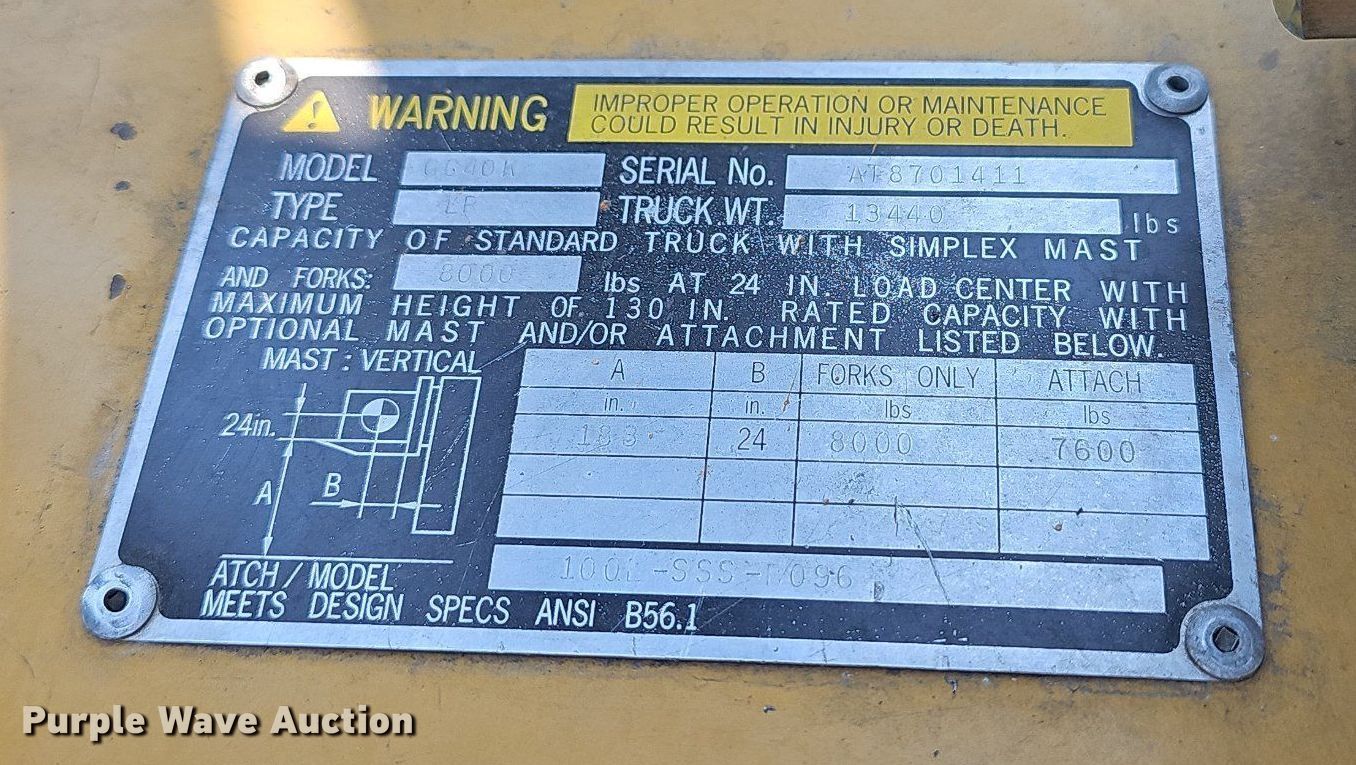 WARNING
IMPROPER OPERATION OR MAINTENANCE
COULD RESULT IN INJURY OR DEATH.
MODEL SERIAL No. AT8701411
TYPE LP TRUCK WT 13440 lbs
CAPACITY OF STANDARD TRUCK WITH SIMPLEX MAST
AND FORKS: 8000 lbs AT 24 IN. LOAD CENTER WITH
MAXIMUM HEIGHT OF 130 IN. RATED CAPACITY WITH
OPTIONAL MAST AND/OR ATTACHMENT LISTED BELOW.
MAST : VERTICAL
24in.
A
B
A B FORKS ONLY ATTACH
in. in. lbs lbs
183 24 8000 7600
ATCH / MODEL
MEETS DESIGN SPECS ANSI B56.1
Purple Wave Auction